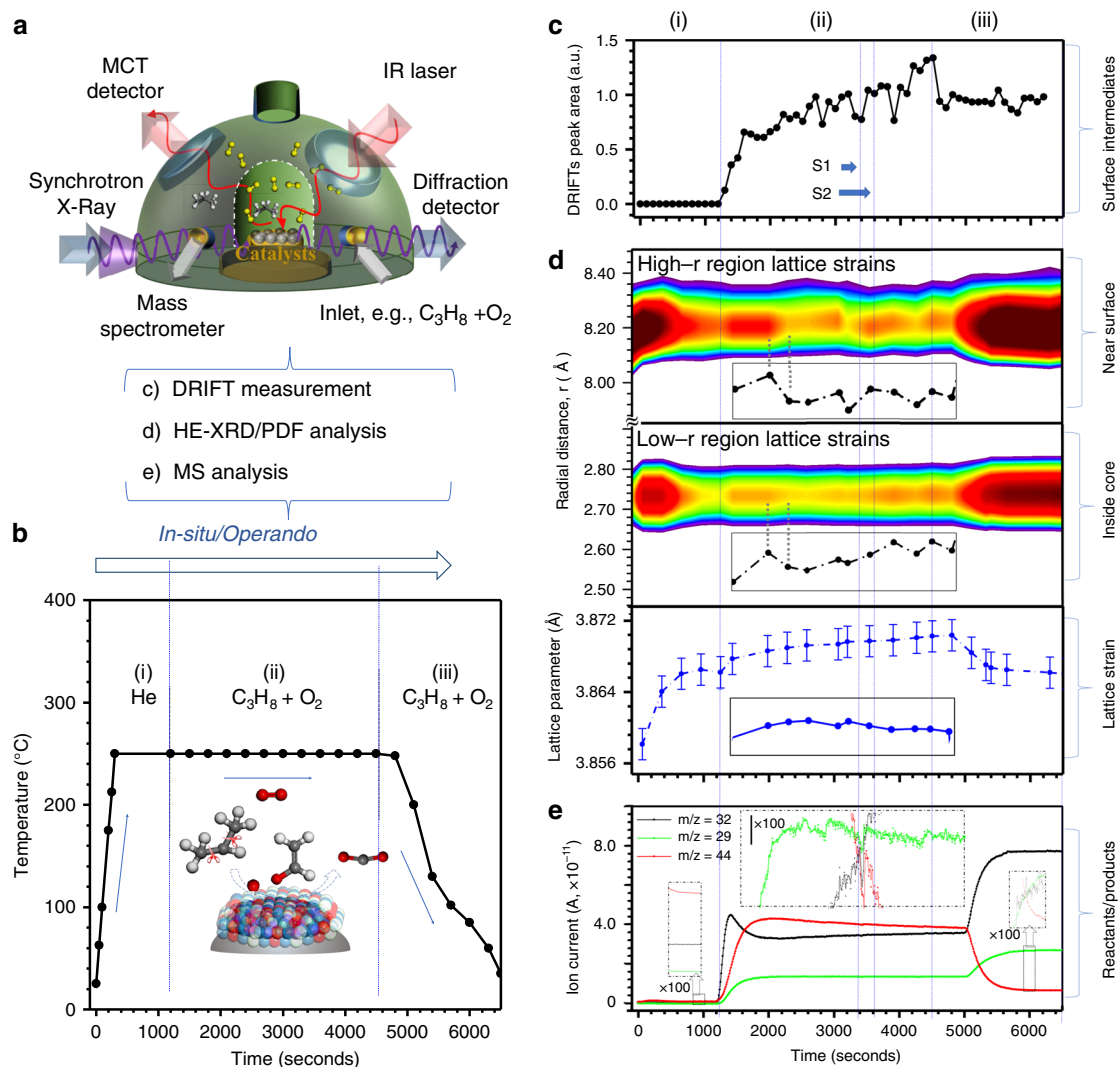 a
MCT
detector
IR laser
Synchrotron
X-Ray
Diffraction
detector
Catalysts
Mass
spectrometer
Inlet, e.g., C₃H₈ +O₂
c) DRIFT measurement
d) HE-XRD/PDF analysis
e) MS analysis
In-situ/Operando
b
400
300
200
100
0
Temperature (°C)
(i)
He
(ii)
C₃H₈ + O₂
(iii)
C₃H₈ + O₂
0 1000 2000 3000 4000 5000 6000
Time (seconds)
c
(i) (ii) (iii)
1.5
1.0
0.5
0.0
DRIFTs peak area (a.u.)
S1
S2
Surface intermediates
d
High–r region lattice strains
8.40
8.20
8.00
Near surface
Radial distance, r ( Å)
Low–r region lattice strains
2.80
2.70
2.60
2.50
Inside core
3.872
3.864
3.856
Lattice parameter (Å)
Lattice strain
e
m/z = 32
m/z = 29
m/z = 44
×100
×100
×100
8.0
4.0
0
Ion current (A, ×10⁻¹¹)
Reactants/products
0 1000 2000 3000 4000 5000 6000
Time (seconds)